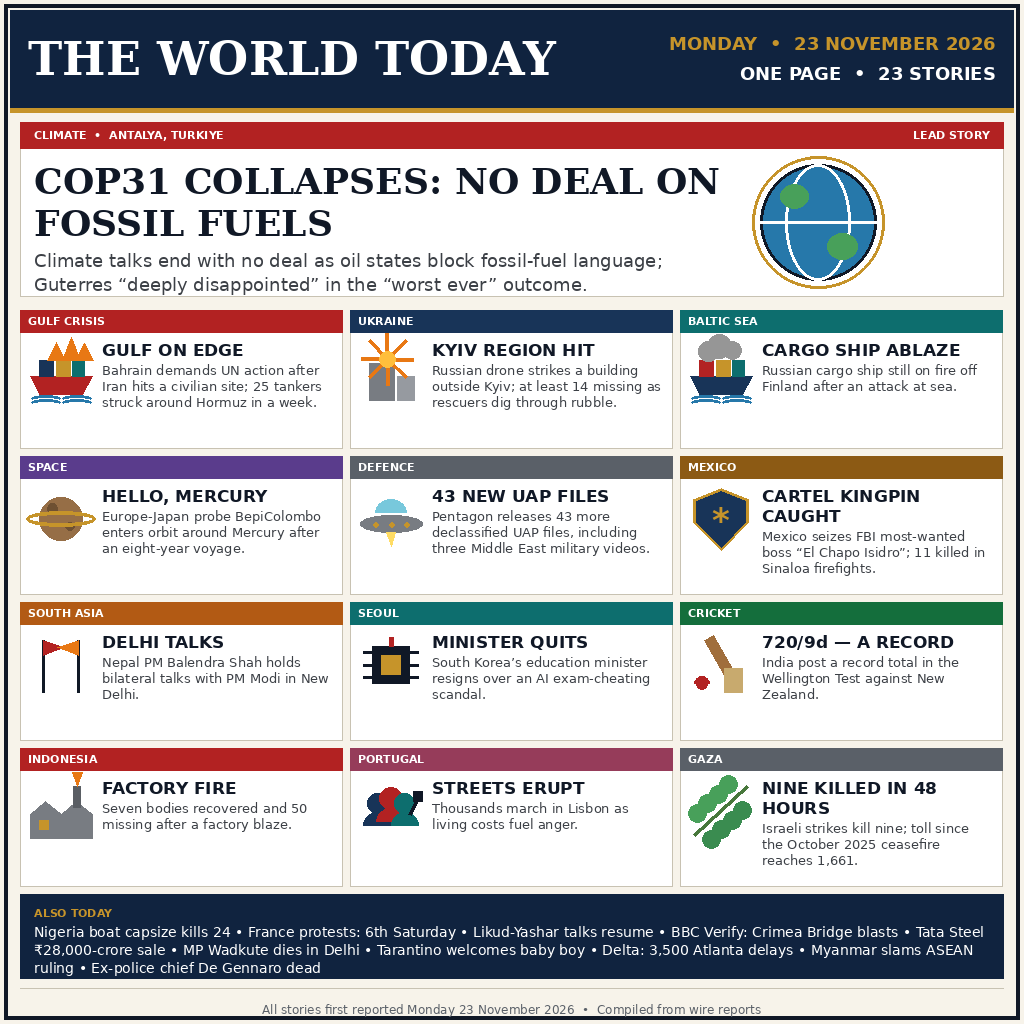 THE WORLD TODAY
MONDAY • 23 NOVEMBER 2026
ONE PAGE • 23 STORIES
CLIMATE • ANTALYA, TURKIYE
LEAD STORY
COP31 COLLAPSES: NO DEAL ON
FOSSIL FUELS
Climate talks end with no deal as oil states block fossil-fuel language;
Guterres “deeply disappointed” in the “worst ever” outcome.
GULF CRISIS
GULF ON EDGE
Bahrain demands UN action after
Iran hits a civilian site; 25 tankers
struck around Hormuz in a week.
UKRAINE
KYIV REGION HIT
Russian drone strikes a building
outside Kyiv; at least 14 missing as
rescuers dig through rubble.
BALTIC SEA
CARGO SHIP ABLAZE
Russian cargo ship still on fire off
Finland after an attack at sea.
SPACE
HELLO, MERCURY
Europe-Japan probe BepiColombo
enters orbit around Mercury after
an eight-year voyage.
DEFENCE
43 NEW UAP FILES
Pentagon releases 43 more
declassified UAP files, including
three Middle East military videos.
MEXICO
CARTEL KINGPIN
CAUGHT
Mexico seizes FBI most-wanted
boss “El Chapo Isidro”; 11 killed in
Sinaloa firefights.
SOUTH ASIA
DELHI TALKS
Nepal PM Balendra Shah holds
bilateral talks with PM Modi in New
Delhi.
SEOUL
MINISTER QUITS
South Korea’s education minister
resigns over an AI exam-cheating
scandal.
CRICKET
720/9d — A RECORD
India post a record total in the
Wellington Test against New
Zealand.
INDONESIA
FACTORY FIRE
Seven bodies recovered and 50
missing after a factory blaze.
PORTUGAL
STREETS ERUPT
Thousands march in Lisbon as
living costs fuel anger.
GAZA
NINE KILLED IN 48
HOURS
Israeli strikes kill nine; toll since
the October 2025 ceasefire
reaches 1,661.
ALSO TODAY
Nigeria boat capsize kills 24 • France protests: 6th Saturday • Likud-Yashar talks resume • BBC Verify: Crimea Bridge blasts • Tata Steel
₹28,000-crore sale • MP Wadkute dies in Delhi • Tarantino welcomes baby boy • Delta: 3,500 Atlanta delays • Myanmar slams ASEAN
ruling • Ex-police chief De Gennaro dead
All stories first reported Monday 23 November 2026 • Compiled from wire reports